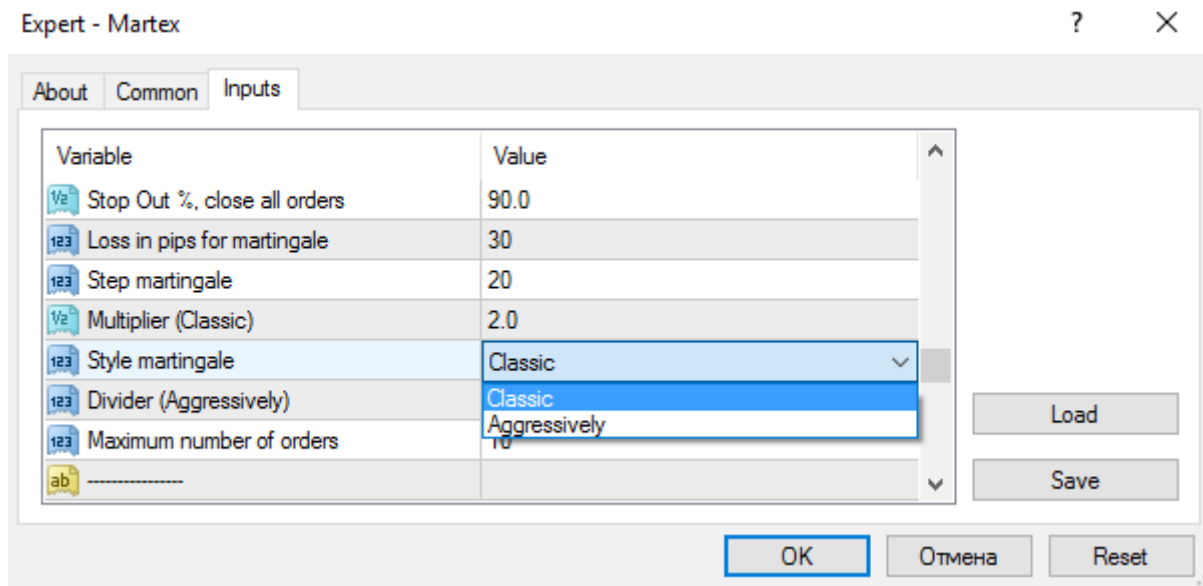 Expert - Martex
?
About Common Inputs
Variable Value
Stop Out %, close all orders 90.0
Loss in pips for martingale 30
Step martingale 20
Multiplier (Classic) 2.0
Style martingale Classic
Divider (Aggressively) Classic
Aggressively
Maximum number of orders
---------------
Load
Save
OK Отмена Reset